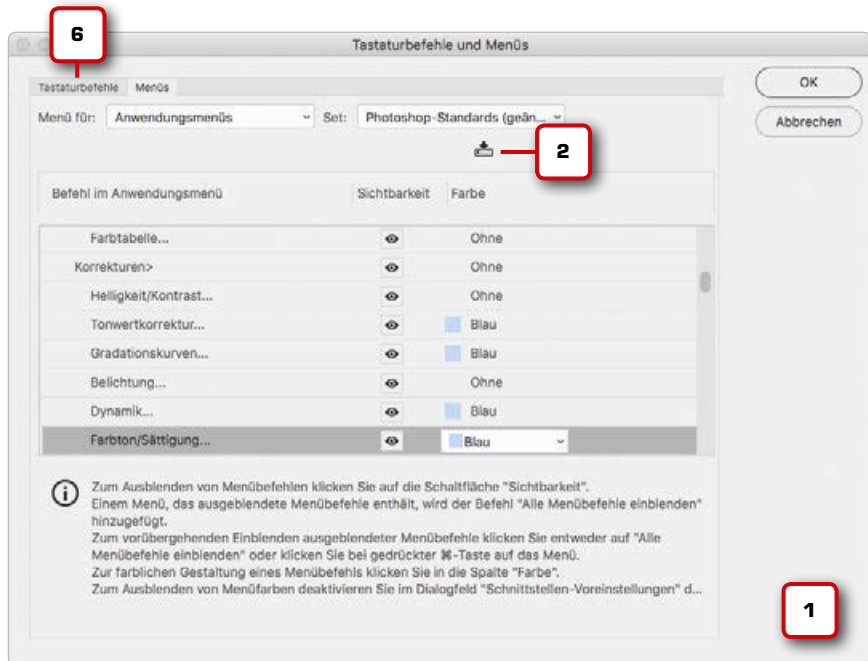 6
Tastaturbefehle und Menüs
Tastaturbefehle Menüs
OK
Menü für: Anwendungsmenüs Set: Photoshop-Standards (geän...
Abbrechen
2
Befehl im Anwendungsmenü Sichtbarkeit Farbe
Farbtabelle... Ohne
Korrekturen> Ohne
Helligkeit/Kontrast... Ohne
Tonwertkorrektur... Blau
Gradationskurven... Blau
Belichtung... Ohne
Dynamik... Blau
Farbton/Sättigung... Blau
Zum Ausblenden von Menübefehlen klicken Sie auf die Schaltfläche "Sichtbarkeit".
Einem Menü, das ausgeblendete Menübefehle enthält, wird der Befehl "Alle Menübefehle einblenden"
hinzugefügt.
Zum vorübergehenden Einblenden ausgeblendeter Menübefehle klicken Sie entweder auf "Alle
Menübefehle einblenden" oder klicken Sie bei gedrückter ⌘-Taste auf das Menü.
Zur farblichen Gestaltung eines Menübefehls klicken Sie in die Spalte "Farbe".
Zum Ausblenden von Menüfarben deaktivieren Sie im Dialogfeld "Schnittstellen-Voreinstellungen" d...
1